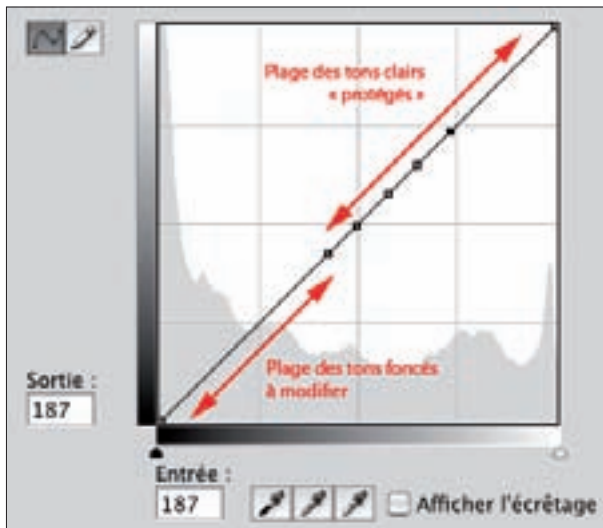 Plage des tons clairs
« protégés »
Plage des tons foncés
à modifier
Sortie :
187
Entrée :
187
Afficher l'écrêtage